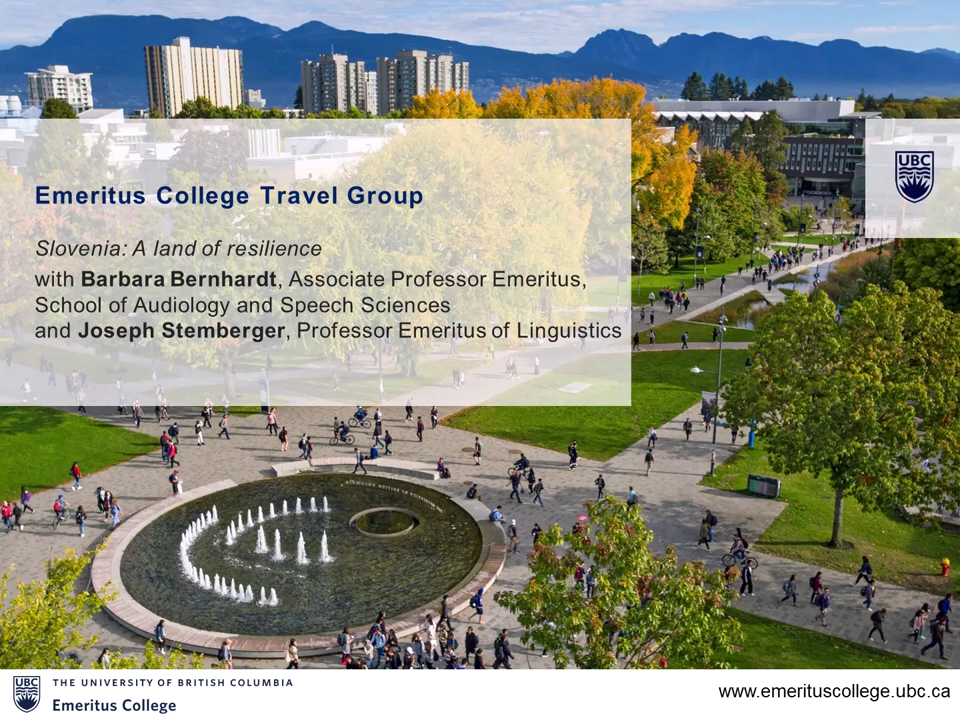 Emeritus College Travel Group
Slovenia: A land of resilience
with Barbara Bernhardt, Associate Professor Emeritus,
School of Audiology and Speech Sciences
and Joseph Stemberger, Professor Emeritus of Linguistics
UBC
UBC
THE UNIVERSITY OF BRITISH COLUMBIA
Emeritus College
www.emerituscollege.ubc.ca